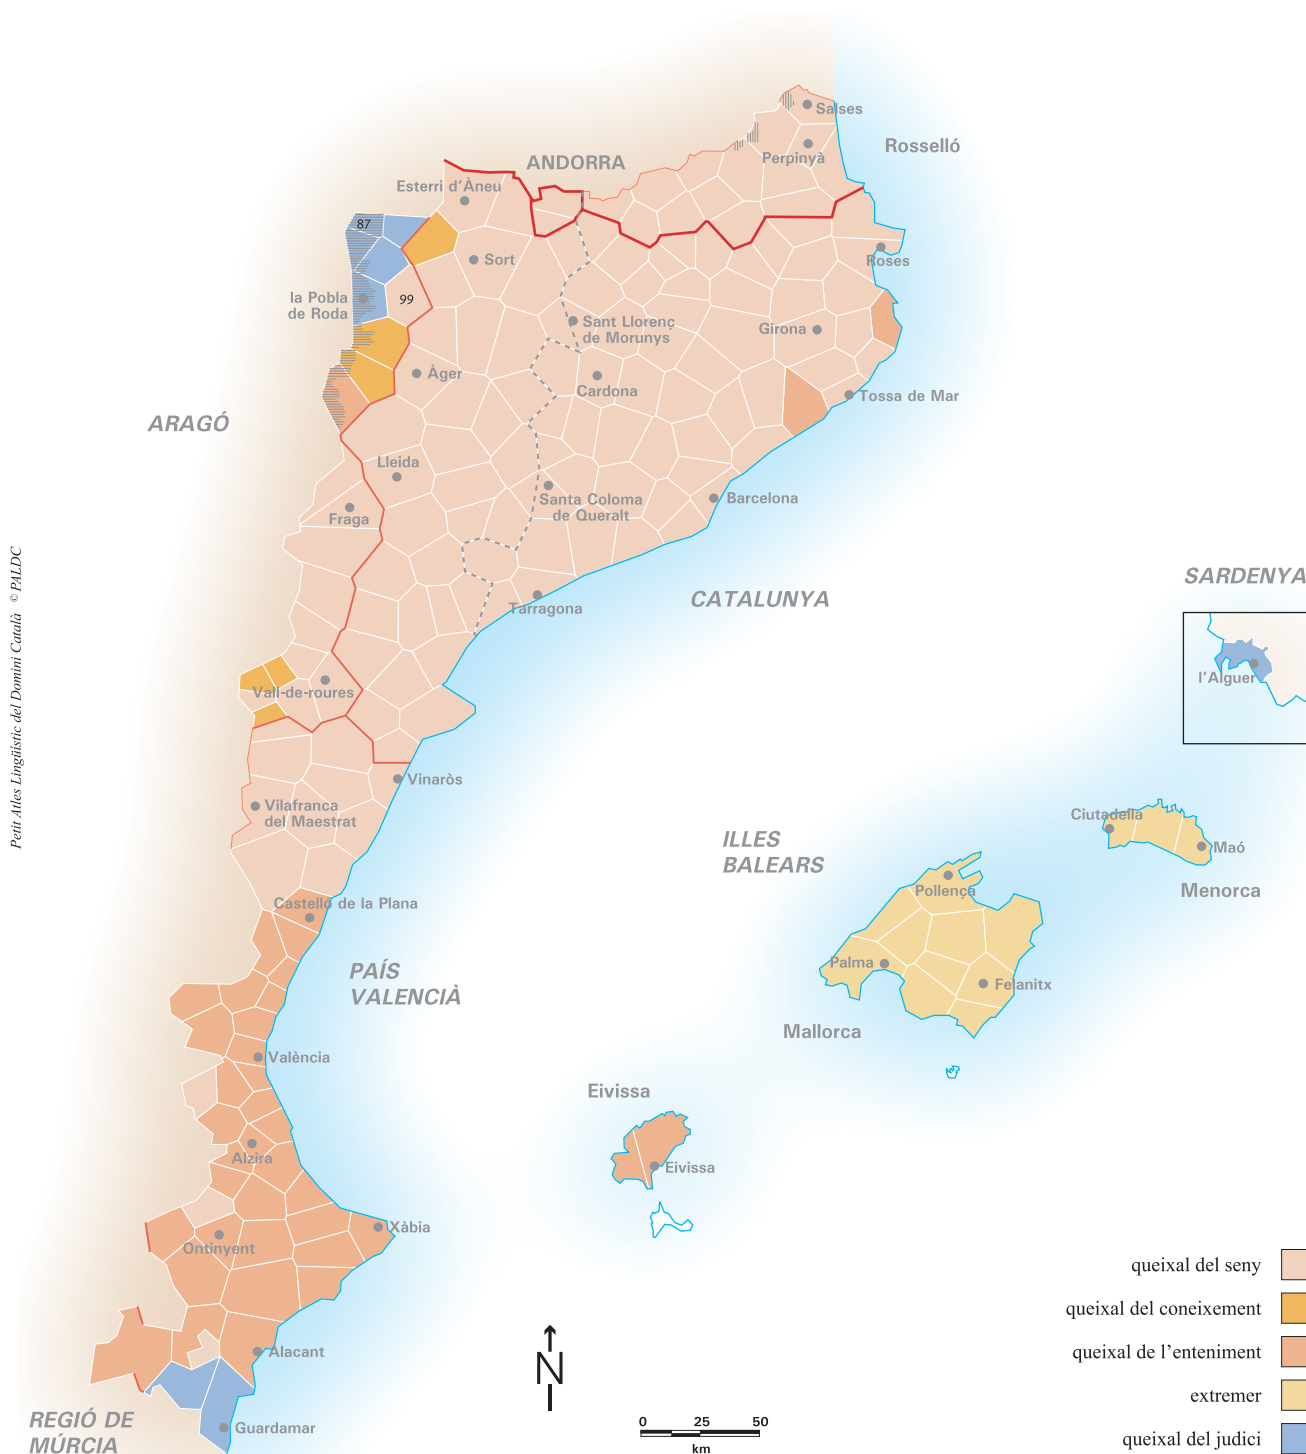 Salses
Rosselló
Perpinyà
ANDORRA
Esterri d'Àneu
87
Sort
Roses
la Pobla
de Roda
99
Sant Llorenç
de Morunys
Girona
Àger
Cardona
Tossa de Mar
ARAGÓ
Lleida
Santa Coloma
de Queralt
Barcelona
Fraga
Petit Atles Lingüístic del Domini Català © PALDC
SARDENYA
CATALUNYA
Tarragona
l'Alguer
Vall-de-roures
Vinaròs
Vilafranca
del Maestrat
Ciutadella
ILLES
BALEARS
Maó
Pollença
Menorca
Castelló de la Plana
PAÍS
VALENCIÀ
Palma
Felanitx
Mallorca
València
Eivissa
Alzira
Eivissa
Xàbia
Ontinyent
queixal del seny
queixal del coneixement
Alacant
queixal de l'enteniment
N
extremer
REGIÓ DE
MÚRCIA
Guardamar
0 25 50
km
queixal del judici